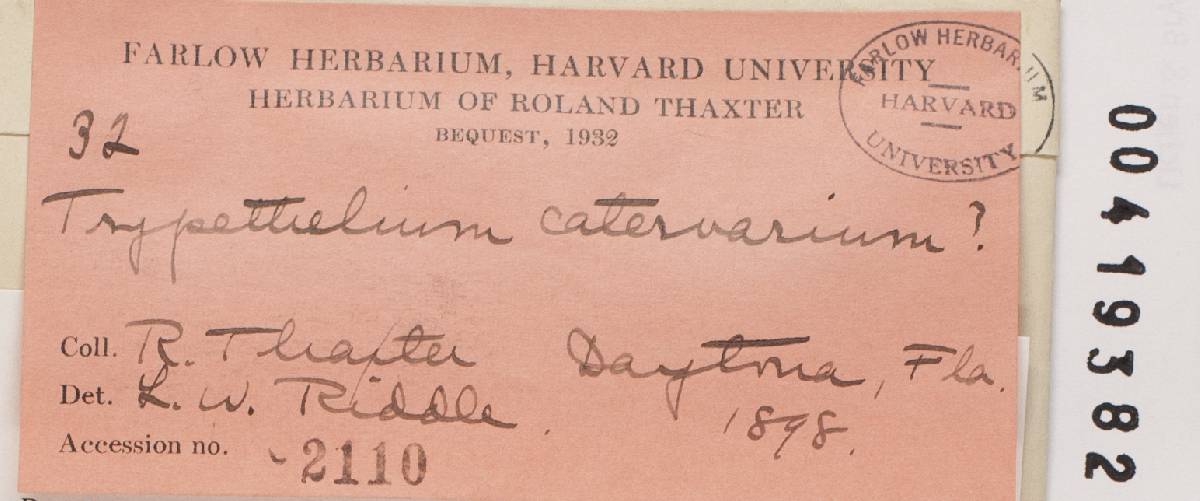 FARLOW HERBARIUM, HARVARD UNIVERSITY
HERBARIUM OF ROLAND THAXTER
BEQUEST, 1932
FARLOW HERBARIUM
HARVARD
UNIVERSITY
32
Trypethelium catervarium?
Coll. R. Thaxter Daytona, Fla.
Det. L. W. Riddle. 1898.
Accession no. 2110
00419382